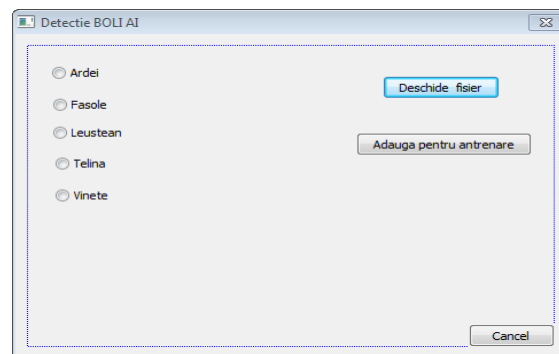 Detectie BOLI AI
Ardei
Deschide fisier
Fasole
Leustean
Adauga pentru antrenare
Telina
Vinete
Cancel